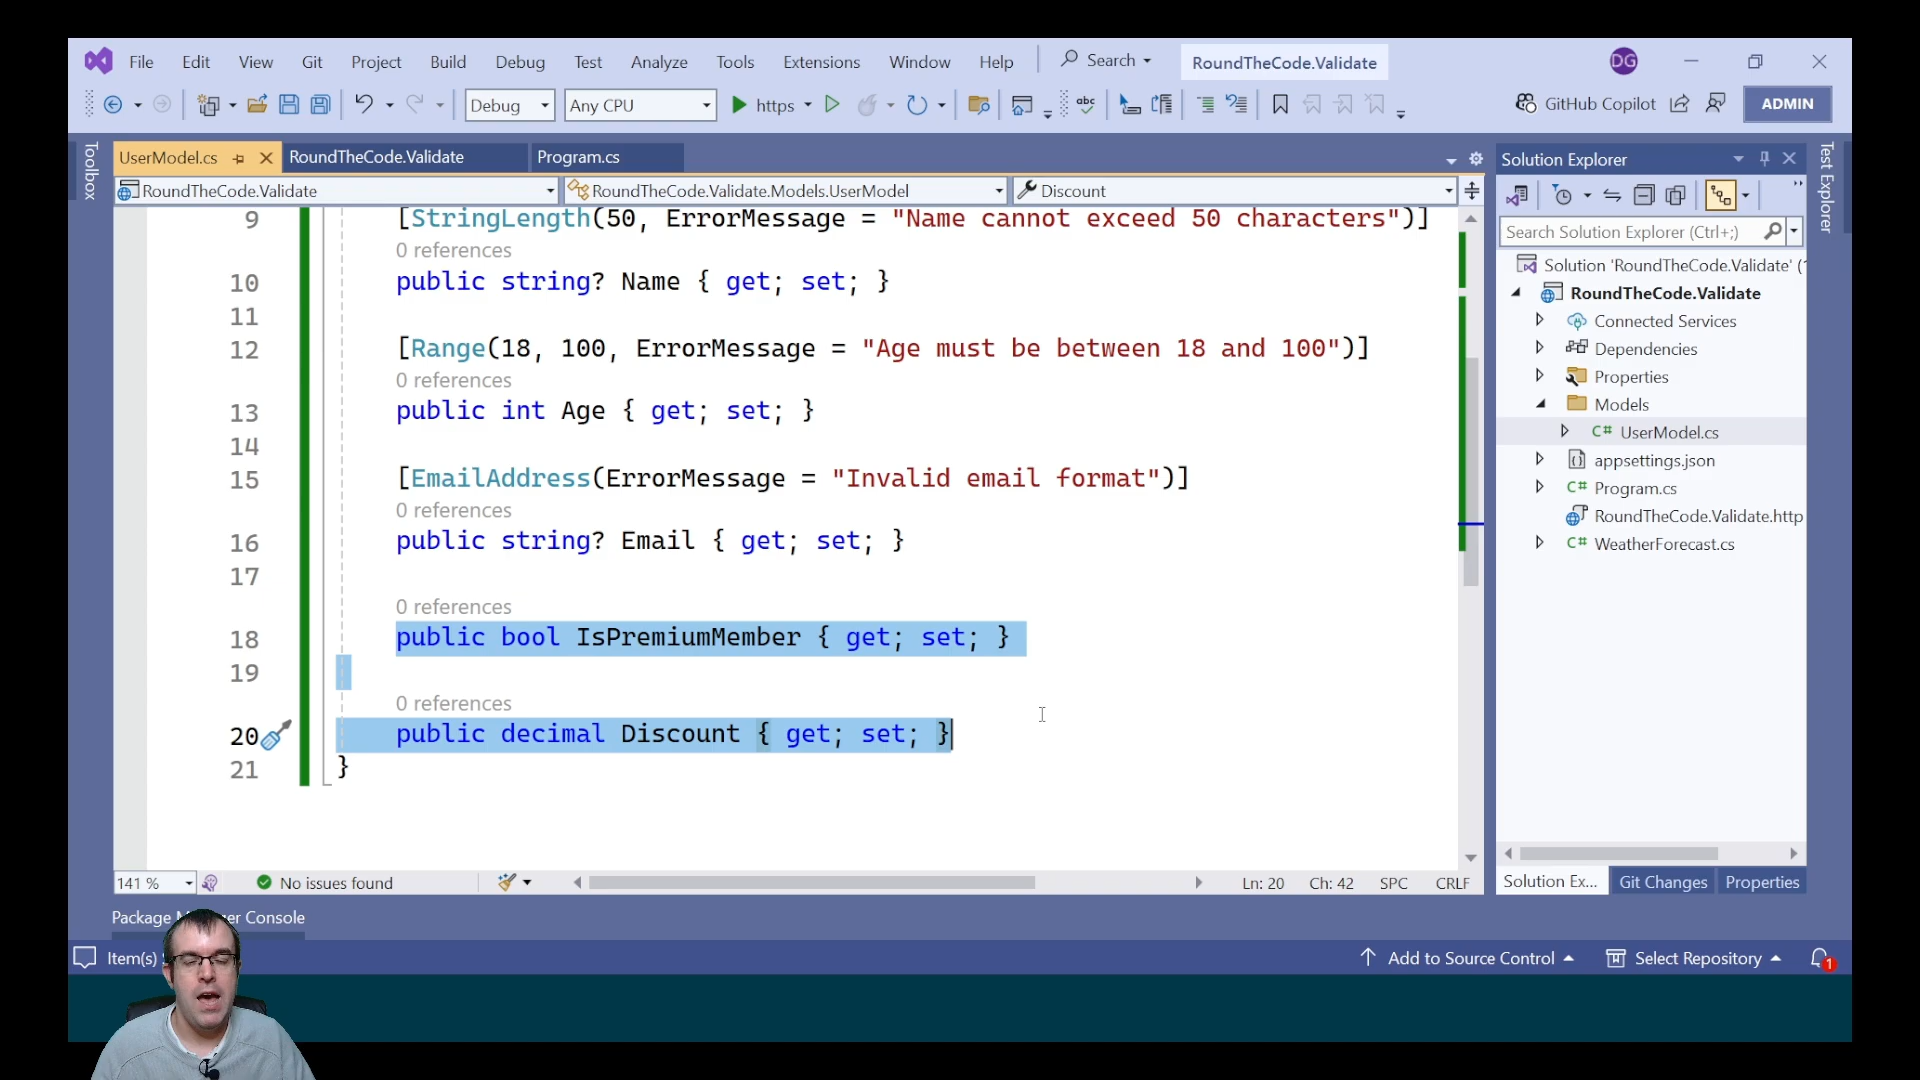 File Edit View Git Project Build Debug Test Analyze Tools Extensions Window Help Search RoundTheCode.Validate DG
Debug Any CPU https GitHub Copilot ADMIN
Toolbox
UserModel.cs RoundTheCode.Validate Program.cs
RoundTheCode.Validate RoundTheCode.Validate.Models.UserModel Discount
9 [StringLength(50, ErrorMessage = "Name cannot exceed 50 characters")]
0 references
10 public string? Name { get; set; }
11
12 [Range(18, 100, ErrorMessage = "Age must be between 18 and 100")]
0 references
13 public int Age { get; set; }
14
15 [EmailAddress(ErrorMessage = "Invalid email format")]
0 references
16 public string? Email { get; set; }
17
0 references
18 public bool IsPremiumMember { get; set; }
19
0 references
20 public decimal Discount { get; set; }
21 }
141 % No issues found Ln: 20 Ch: 42 SPC CRLF
Solution Explorer
Search Solution Explorer (Ctrl+;)
Solution 'RoundTheCode.Validate' (
RoundTheCode.Validate
Connected Services
Dependencies
Properties
Models
C# UserModel.cs
appsettings.json
C# Program.cs
RoundTheCode.Validate.http
C# WeatherForecast.cs
Solution Ex... Git Changes Properties
Test Explorer
Package Console
Item(s) Add to Source Control Select Repository 1